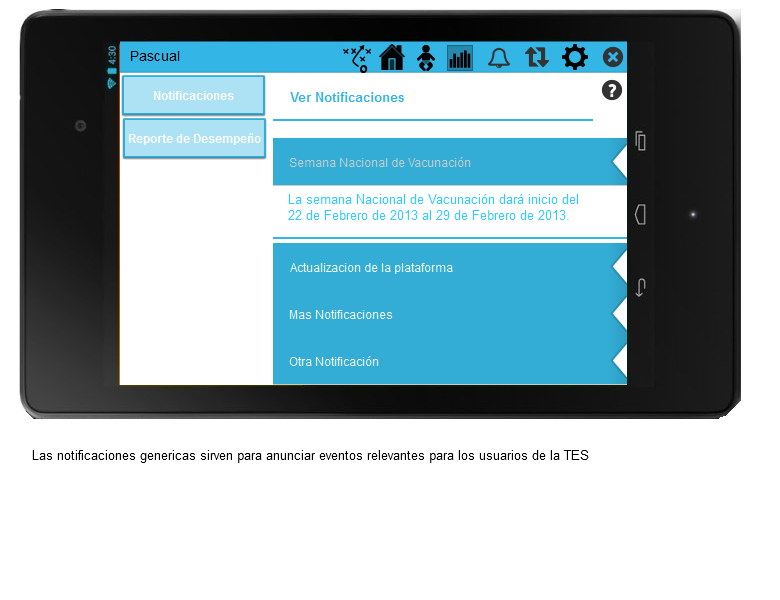 4:30
Pascual
Notificaciones
Reporte de Desempeño
Ver Notificaciones
?
Semana Nacional de Vacunación
La semana Nacional de Vacunación dará inicio del
22 de Febrero de 2013 al 29 de Febrero de 2013.
Actualizacion de la plataforma
Mas Notificaciones
Otra Notificación
Las notificaciones genericas sirven para anunciar eventos relevantes para los usuarios de la TES